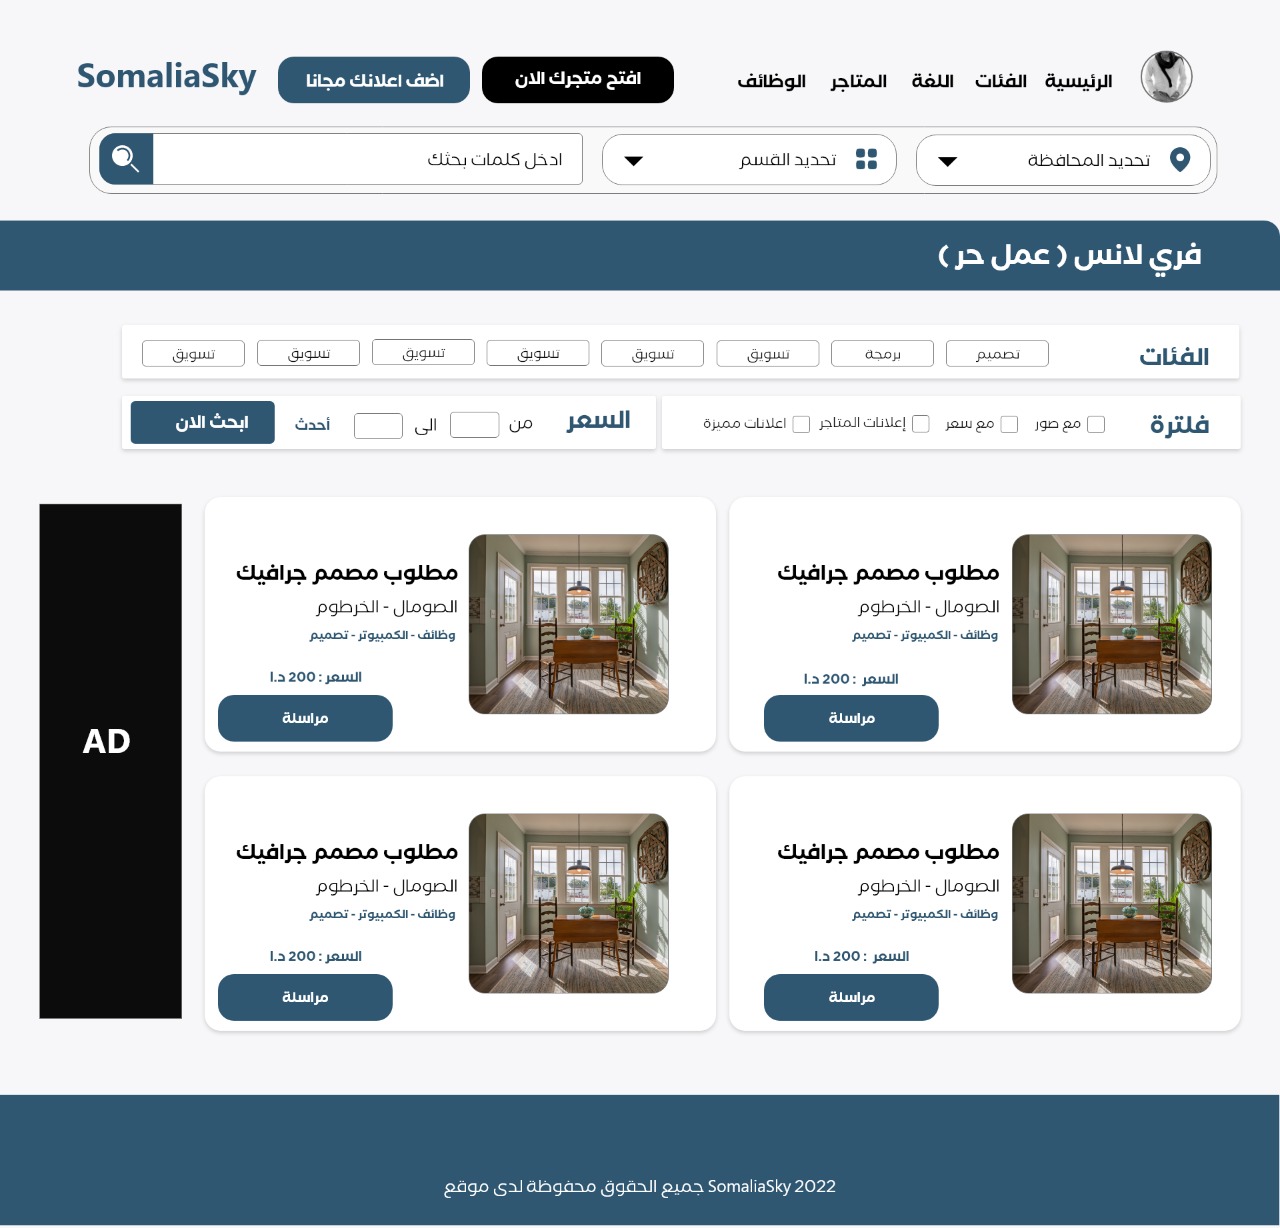 الرئيسية الفئات اللغة المتاجر الوظائف افتح متجرك الان اضف اعلانك مجانا SomaliaSky
تحديد المحافظة تحديد القسم ادخل كلمات بحثك
فري لانس ( عمل حر )
الفئات تصميم برمجة تسويق تسويق تسويق تسويق تسويق تسويق
فلترة مع صور مع سعر إعلانات المتاجر اعلانات مميزة السعر من الى أحدث ابحث الان
مطلوب مصمم جرافيك
الصومال - الخرطوم
وظائف - الكمبيوتر - تصميم
السعر : 200 د.ا
مراسلة
مطلوب مصمم جرافيك
الصومال - الخرطوم
وظائف - الكمبيوتر - تصميم
السعر : 200 د.ا
مراسلة
AD
مطلوب مصمم جرافيك
الصومال - الخرطوم
وظائف - الكمبيوتر - تصميم
السعر : 200 د.ا
مراسلة
مطلوب مصمم جرافيك
الصومال - الخرطوم
وظائف - الكمبيوتر - تصميم
السعر : 200 د.ا
مراسلة
جميع الحقوق محفوظة لدى موقع SomaliaSky 2022